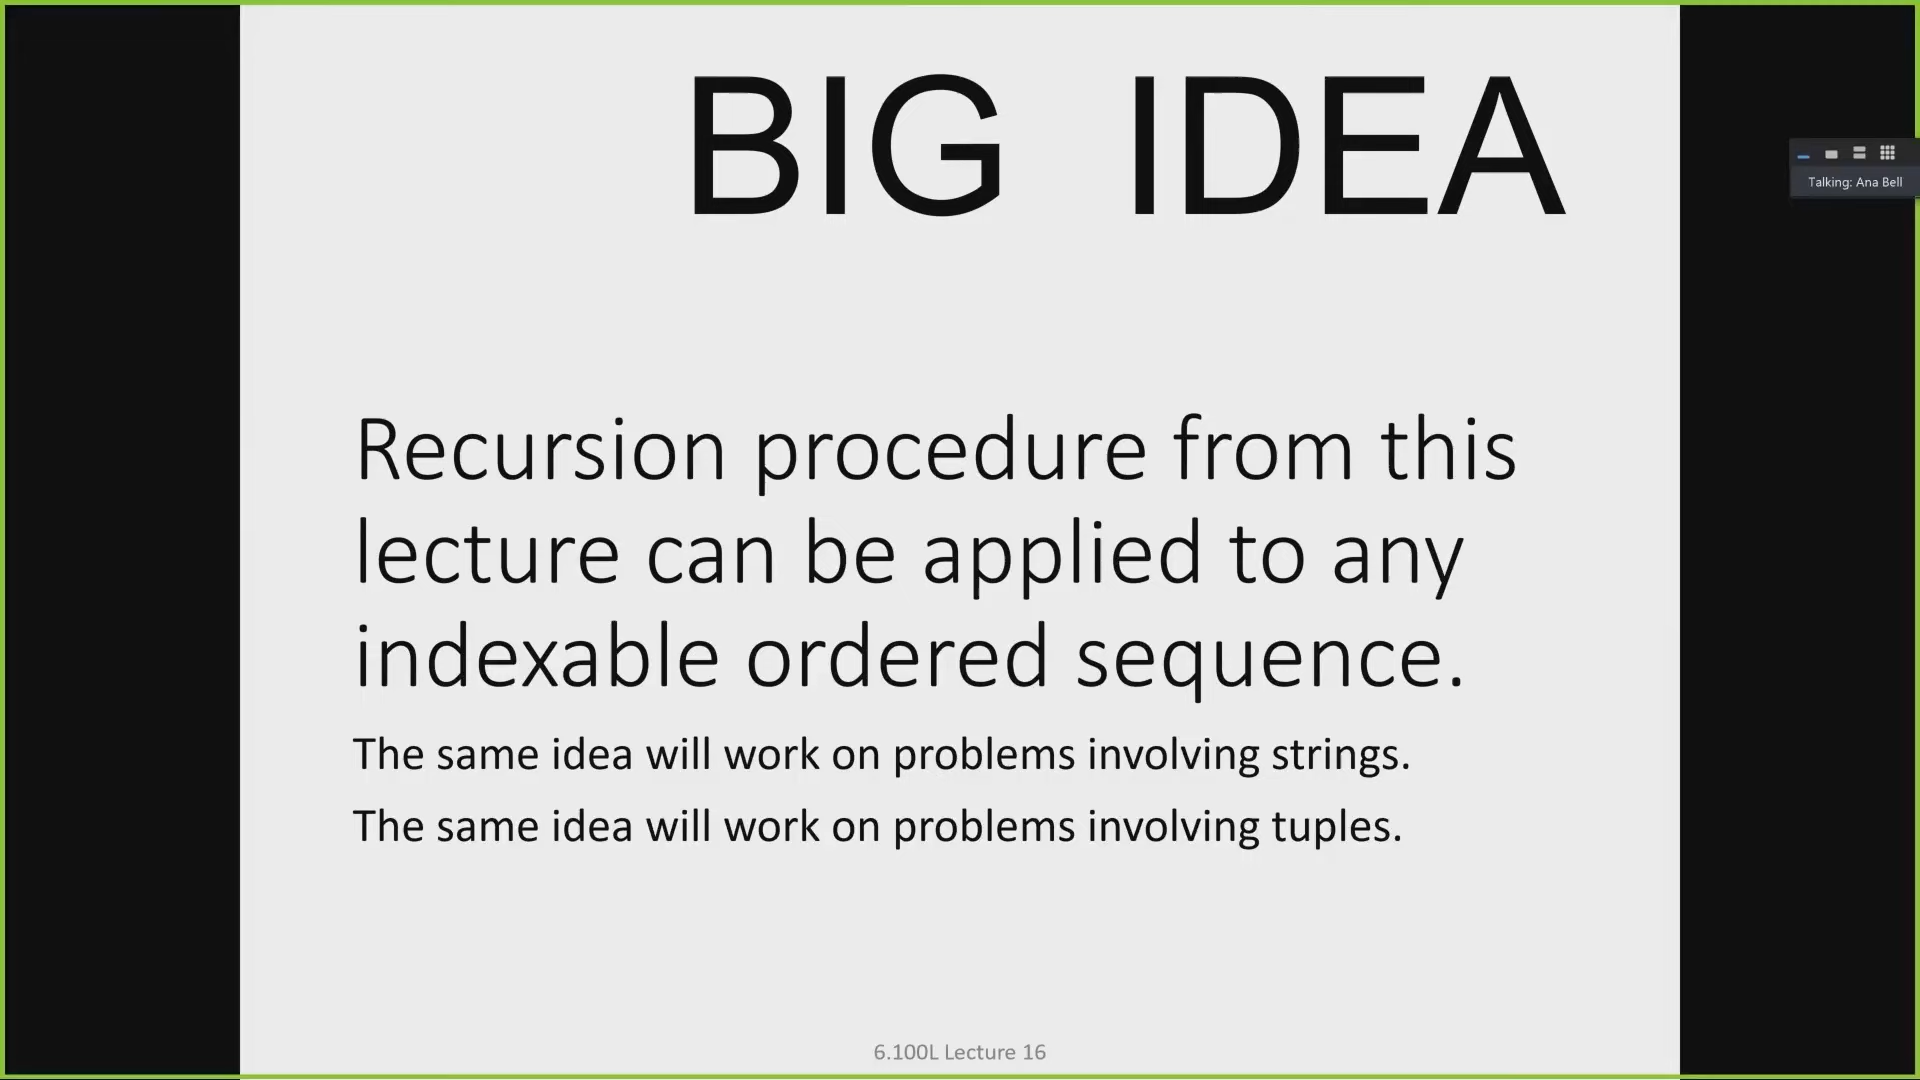 BIG IDEA
Talking: Ana Bell
Recursion procedure from this
lecture can be applied to any
indexable ordered sequence.
The same idea will work on problems involving strings.
The same idea will work on problems involving tuples.
6.100L Lecture 16